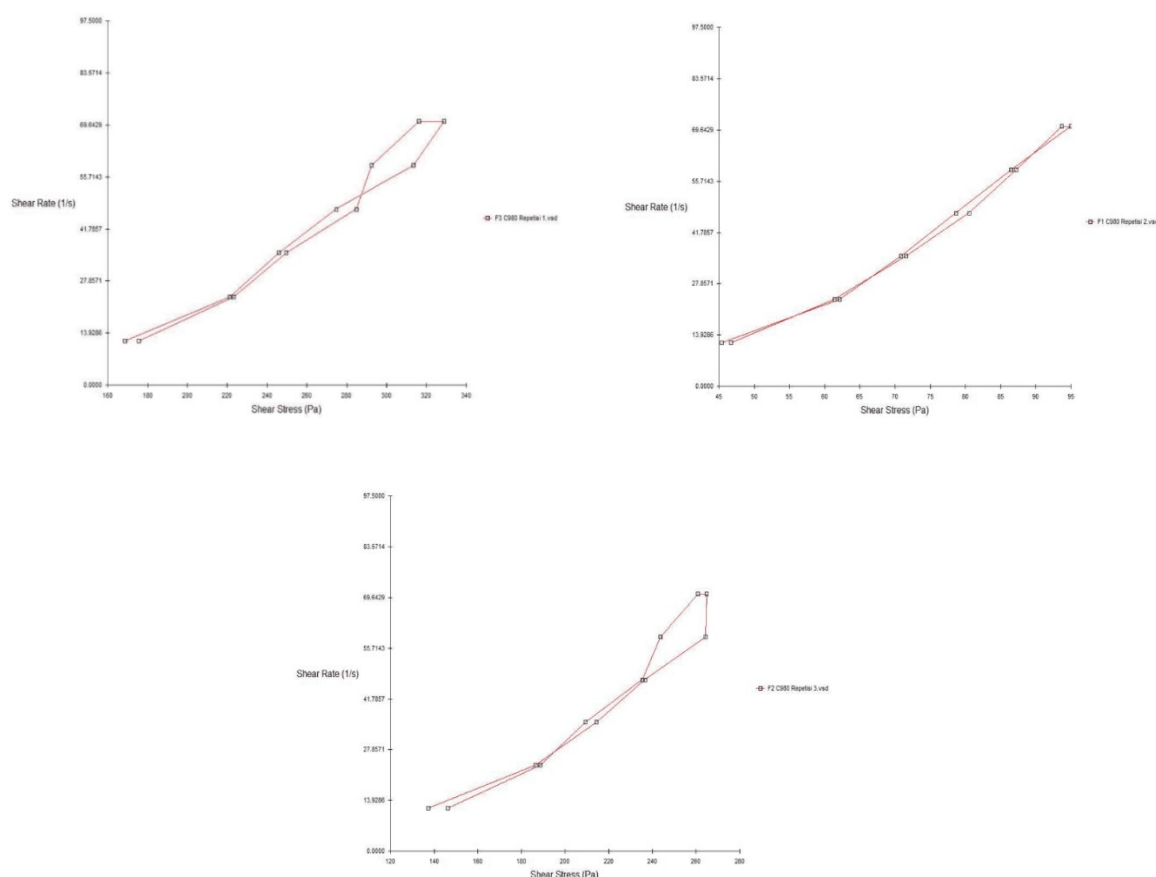 97.5000
83.5714
69.6429
55.7143
Shear Rate (1/s)
41.7857
27.8571
13.9286
0.0000
160 180 200 220 240 260 280 300 320 340
Shear Stress (Pa)
F3 C980 Repetisi 1.vsd
97.5000
83.5714
69.6429
55.7143
Shear Rate (1/s)
41.7857
27.8571
13.9286
0.0000
45 50 55 60 65 70 75 80 85 90 95
Shear Stress (Pa)
F1 C980 Repetisi 2.vs
97.5000
83.5714
69.6429
55.7143
Shear Rate (1/s)
41.7857
27.8571
13.9286
0.0000
120 140 160 180 200 220 240 260 280
Shear Stress (Pa)
F2 C980 Repetisi 3.vsd